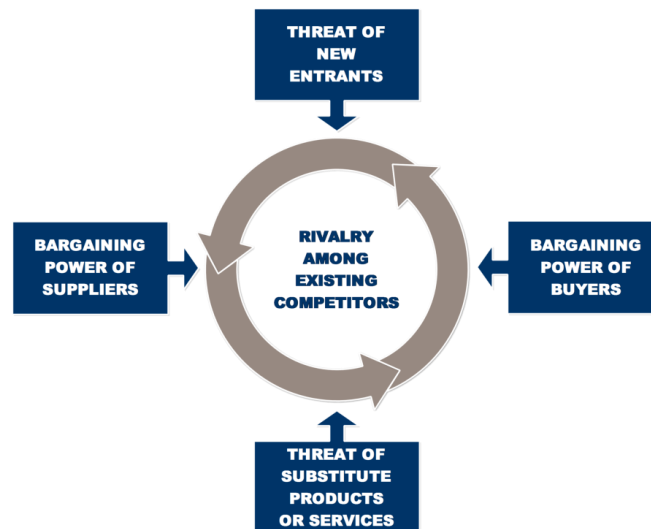 THREAT OF
NEW
ENTRANTS
BARGAINING
POWER OF
SUPPLIERS
RIVALRY
AMONG
EXISTING
COMPETITORS
BARGAINING
POWER OF
BUYERS
THREAT OF
SUBSTITUTE
PRODUCTS
OR SERVICES